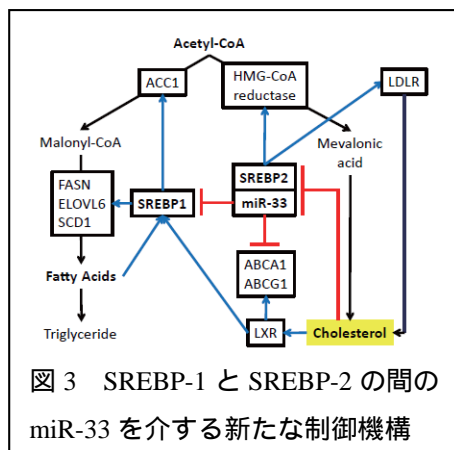 Acetyl-CoA
ACC1
HMG-CoA
reductase
LDLR
Malonyl-CoA
Mevalonic
acid
FASN
ELOVL6
SCD1
SREBP1
SREBP2
miR-33
ABCA1
ABCG1
Fatty Acids
Triglyceride
LXR
Cholesterol
図 3 SREBP-1 と SREBP-2 の間の
miR-33 を介する新たな制御機構